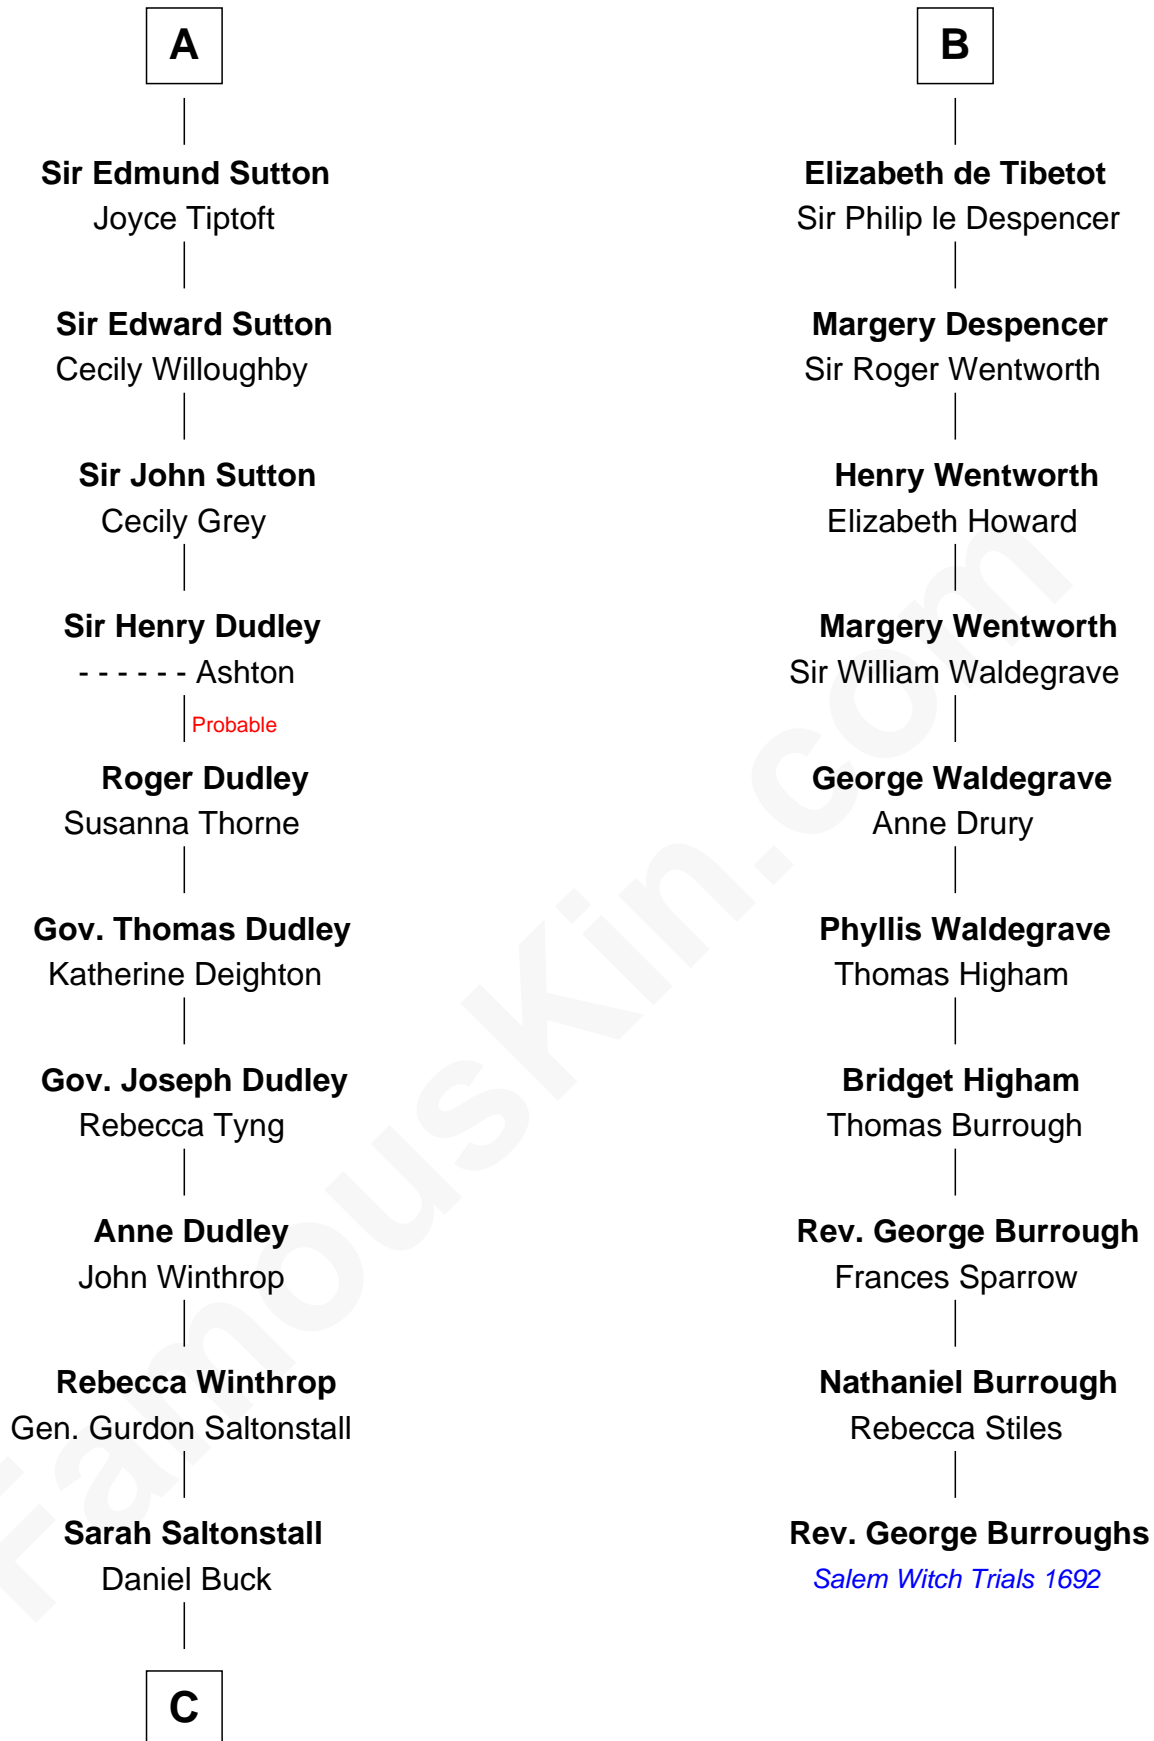 A
Sir Edmund Sutton
Joyce Tiptoft
Sir Edward Sutton
Cecily Willoughby
Sir John Sutton
Cecily Grey
Sir Henry Dudley
- - - - - - Ashton
Probable
Roger Dudley
Susanna Thorne
Gov. Thomas Dudley
Katherine Deighton
Gov. Joseph Dudley
Rebecca Tyng
Anne Dudley
John Winthrop
Rebecca Winthrop
Gen. Gurdon Saltonstall
Sarah Saltonstall
Daniel Buck
C
B
Elizabeth de Tibetot
Sir Philip le Despencer
Margery Despencer
Sir Roger Wentworth
Henry Wentworth
Elizabeth Howard
Margery Wentworth
Sir William Waldegrave
George Waldegrave
Anne Drury
Phyllis Waldegrave
Thomas Higham
Bridget Higham
Thomas Burrough
Rev. George Burrough
Frances Sparrow
Nathaniel Burrough
Rebecca Stiles
Rev. George Burroughs
Salem Witch Trials 1692
FamousKin.com